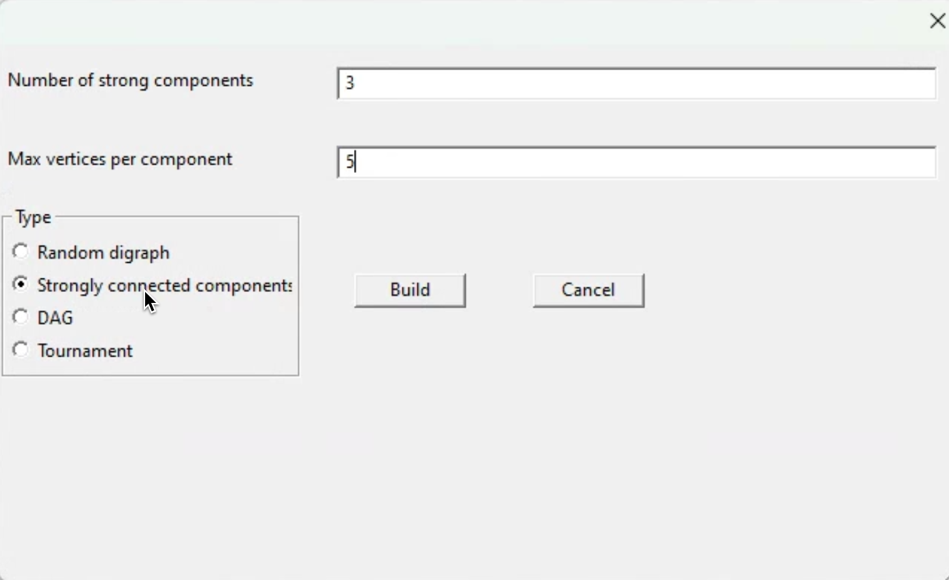 Number of strong components
3
Max vertices per component
5
Type
Random digraph
Strongly connected components
DAG
Tournament
Build
Cancel